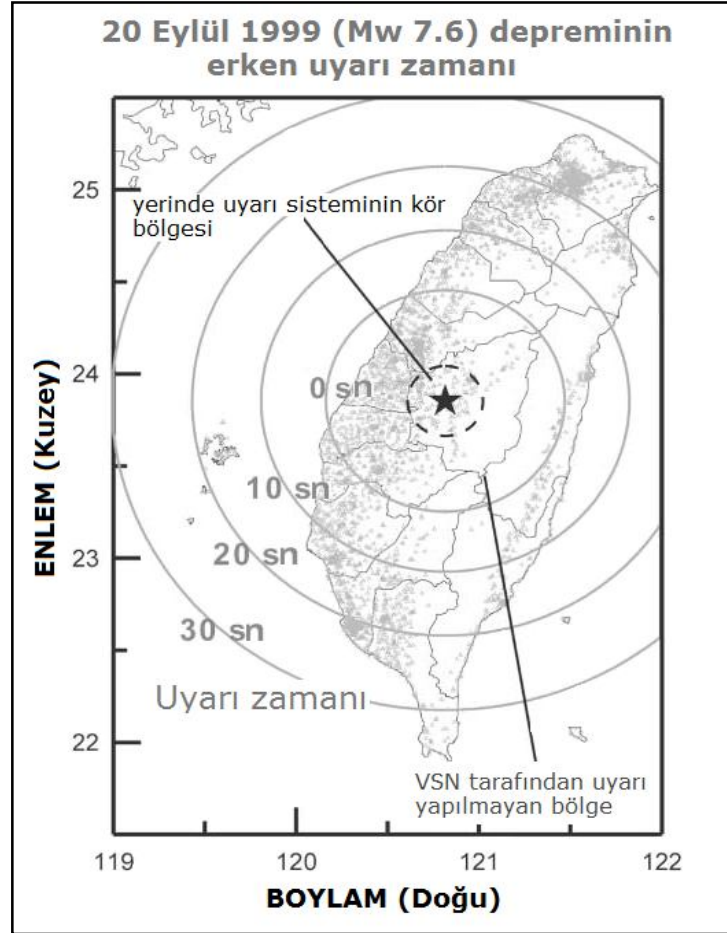 20 Eylül 1999 (Mw 7.6) depreminin
erken uyarı zamanı
25
yerinde uyarı sisteminin kör
bölgesi
24
0 sn
ENLEM (Kuzey)
10 sn
23
20 sn
30 sn
Uyarı zamanı
22
VSN tarafından uyarı
yapılmayan bölge
119
120
121
122
BOYLAM (Doğu)